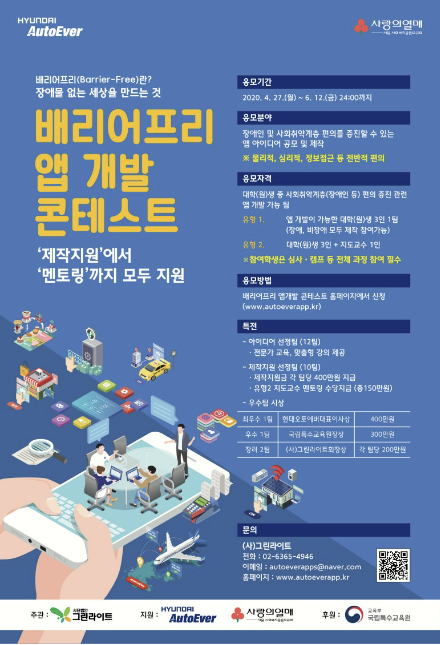 HYUNDAI
AutoEver
사랑의열매
배리어프리(Barrier-Free)란?
장애물 없는 세상을 만드는 것
배리어프리
앱 개발
콘테스트
'제작지원'에서
'멘토링'까지 모두 지원
응모기간
2020. 4. 27.(월) ~ 6. 12.(금) 24:00까지
응모분야
장애인 및 사회취약계층 편의를 증진할 수 있는
앱 아이디어 공모 및 제작
※ 물리적, 심리적, 정보접근 등 전반적 편의
응모자격
대학(원)생 중 사회취약계층(장애인 등) 편의 증진 관련
앱 개발 가능 팀
유형 1. 앱 개발이 가능한 대학(원)생 3인 1팀
(장애, 비장애 모두 제작 참여가능)
유형 2. 대학(원)생 3인 + 지도교수 1인
※참여학생은 심사·캠프 등 전체 과정 참여 필수
응모방법
배리어프리 앱개발 콘테스트 홈페이지에서 신청
(www.autoeverapp.kr)
특전
- 아이디어 선정팀 (12팀)
· 전문가 교육, 맞춤형 강의 제공
- 제작지원 선정팀 (10팀)
· 제작지원금 각 팀당 400만원 지급
· 유형2 지도교수 멘토링 수당지급 (총150만원)
- 우수팀 시상
최우수 1팀 현대오토에버대표이사상 400만원
우수 1팀 국립특수교육원장상 300만원
장려 2팀 (사)그린라이트회장상 각 팀당 200만원
문의
(사)그린라이트
전화 : 02-6365-4946
이메일 : autoeverapps@naver.com
홈페이지 : www.autoeverapp.kr
주관 : 그린라이트 지원 : HYUNDAI AutoEver 사랑의열매 후원 : 교육부 국립특수교육원